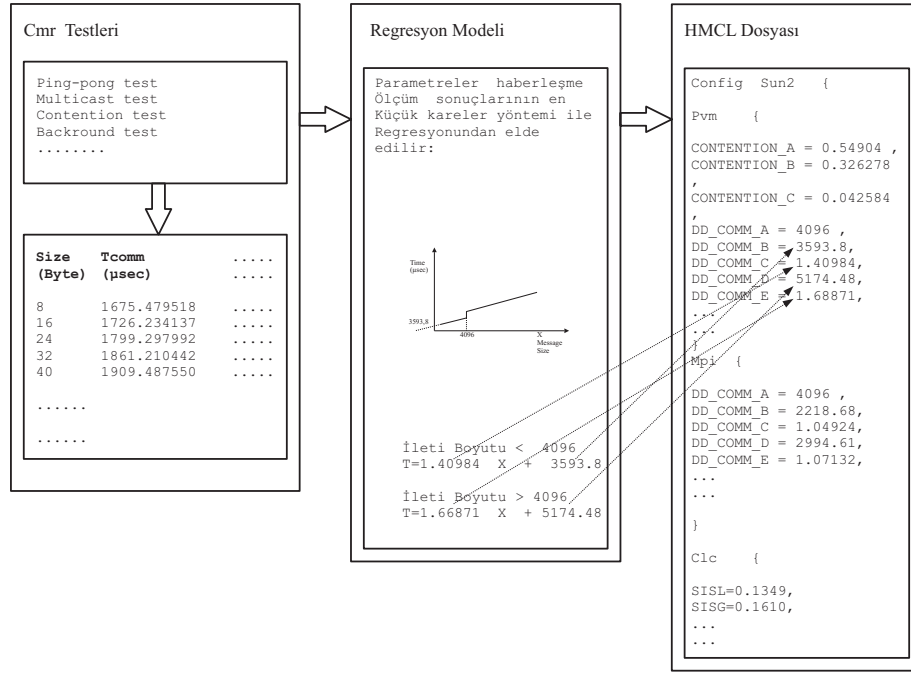 Cmr Testleri
Ping-pong test
Multicast test
Contention test
Backround test
........
Size Tcomm .....
(Byte) (μsec) .....
8 1675.479518 .....
16 1726.234137 .....
24 1799.297992 .....
32 1861.210442 .....
40 1909.487550 .....
......
......
Regresyon Modeli
Parametreler haberleşme
Ölçüm sonuçlarının en
Küçük kareler yöntemi ile
Regresyonundan elde
edilir:
Time
(μsec)
3593,8
4096
X
Message
Size
İleti Boyutu < 4096
T=1.40984 X + 3593.8
İleti Boyutu > 4096
T=1.66871 X + 5174.48
HMCL Dosyası
Config Sun2 {
Pvm {
CONTENTION_A = 0.54904 ,
CONTENTION_B = 0.326278
,
CONTENTION_C = 0.042584
,
DD_COMM_A = 4096 ,
DD_COMM_B = 3593.8,
DD_COMM_C = 1.40984,
DD_COMM_D = 5174.48,
DD_COMM_E = 1.68871,
...
...
}
Mpi {
DD_COMM_A = 4096 ,
DD_COMM_B = 2218.68,
DD_COMM_C = 1.04924,
DD_COMM_D = 2994.61,
DD_COMM_E = 1.07132,
...
...
}
Clc {
SISL=0.1349,
SISG=0.1610,
...
...